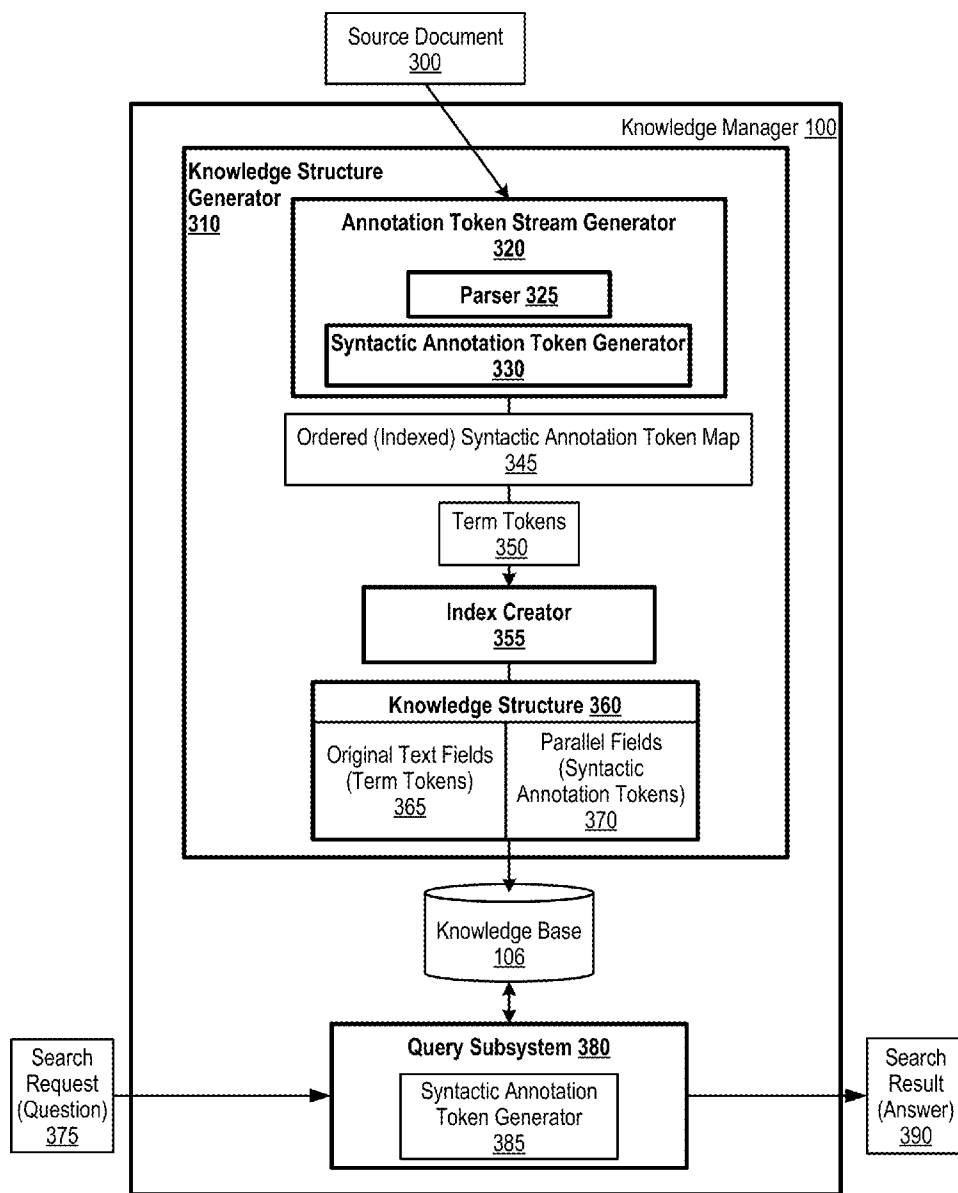 Source Document
300
Knowledge Manager 100
Knowledge Structure
Generator
310
Annotation Token Stream Generator
320
Parser 325
Syntactic Annotation Token Generator
330
Ordered (Indexed) Syntactic Annotation Token Map
345
Term Tokens
350
Index Creator
355
Knowledge Structure 360
Original Text Fields
(Term Tokens)
365
Parallel Fields
(Syntactic
Annotation Tokens)
370
Knowledge Base
106
Search
Request
(Question)
375
Query Subsystem 380
Syntactic Annotation
Token Generator
385
Search
Result
(Answer)
390